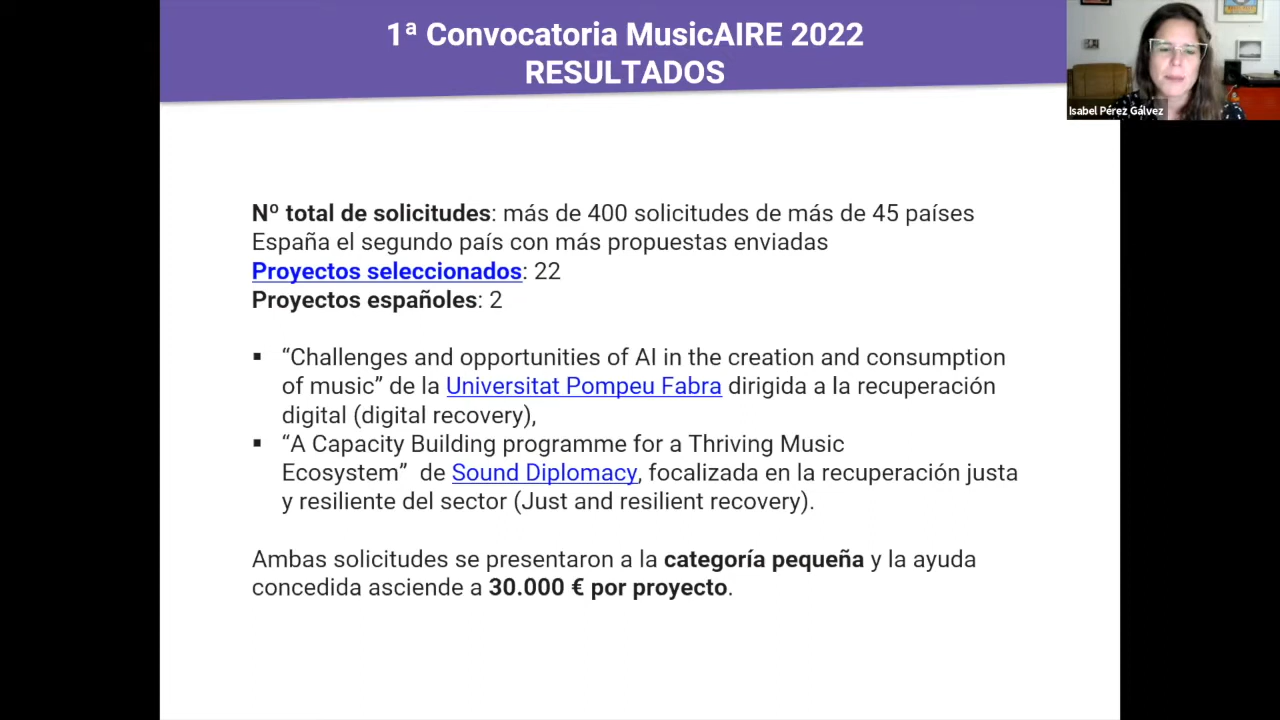 1ª Convocatoria MusicAIRE 2022
RESULTADOS
Isabel Pérez Gálvez
Nº total de solicitudes: más de 400 solicitudes de más de 45 países
España el segundo país con más propuestas enviadas
Proyectos seleccionados: 22
Proyectos españoles: 2
▪ “Challenges and opportunities of AI in the creation and consumption
of music” de la Universitat Pompeu Fabra dirigida a la recuperación
digital (digital recovery),
▪ “A Capacity Building programme for a Thriving Music
Ecosystem” de Sound Diplomacy, focalizada en la recuperación justa
y resiliente del sector (Just and resilient recovery).
Ambas solicitudes se presentaron a la categoría pequeña y la ayuda
concedida asciende a 30.000 € por proyecto.